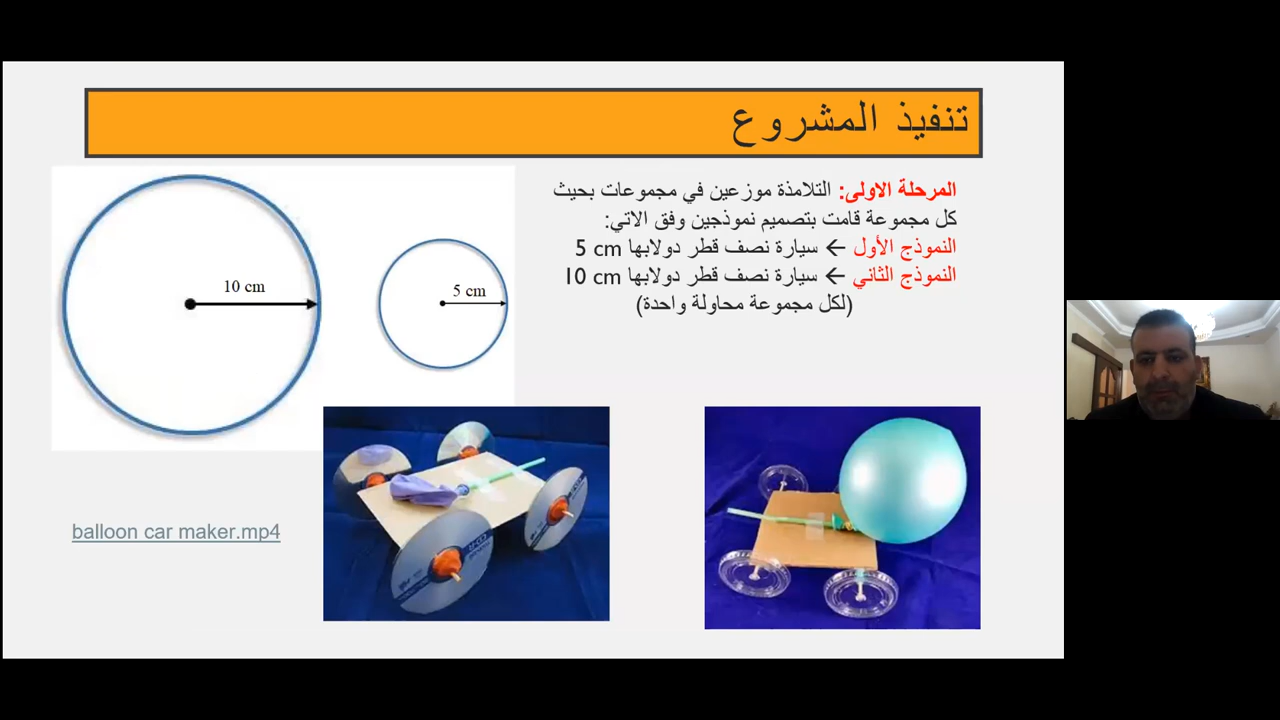 تنفيذ المشروع
المرحلة الاولى: التلامذة موزعين في مجموعات بحيث
كل مجموعة قامت بتصميم نموذجين وفق الاتي:
النموذج الأول ← سيارة نصف قطر دولابها 5 cm
النموذج الثاني ← سيارة نصف قطر دولابها 10 cm
(لكل مجموعة محاولة واحدة)
10 cm
5 cm
balloon car maker.mp4